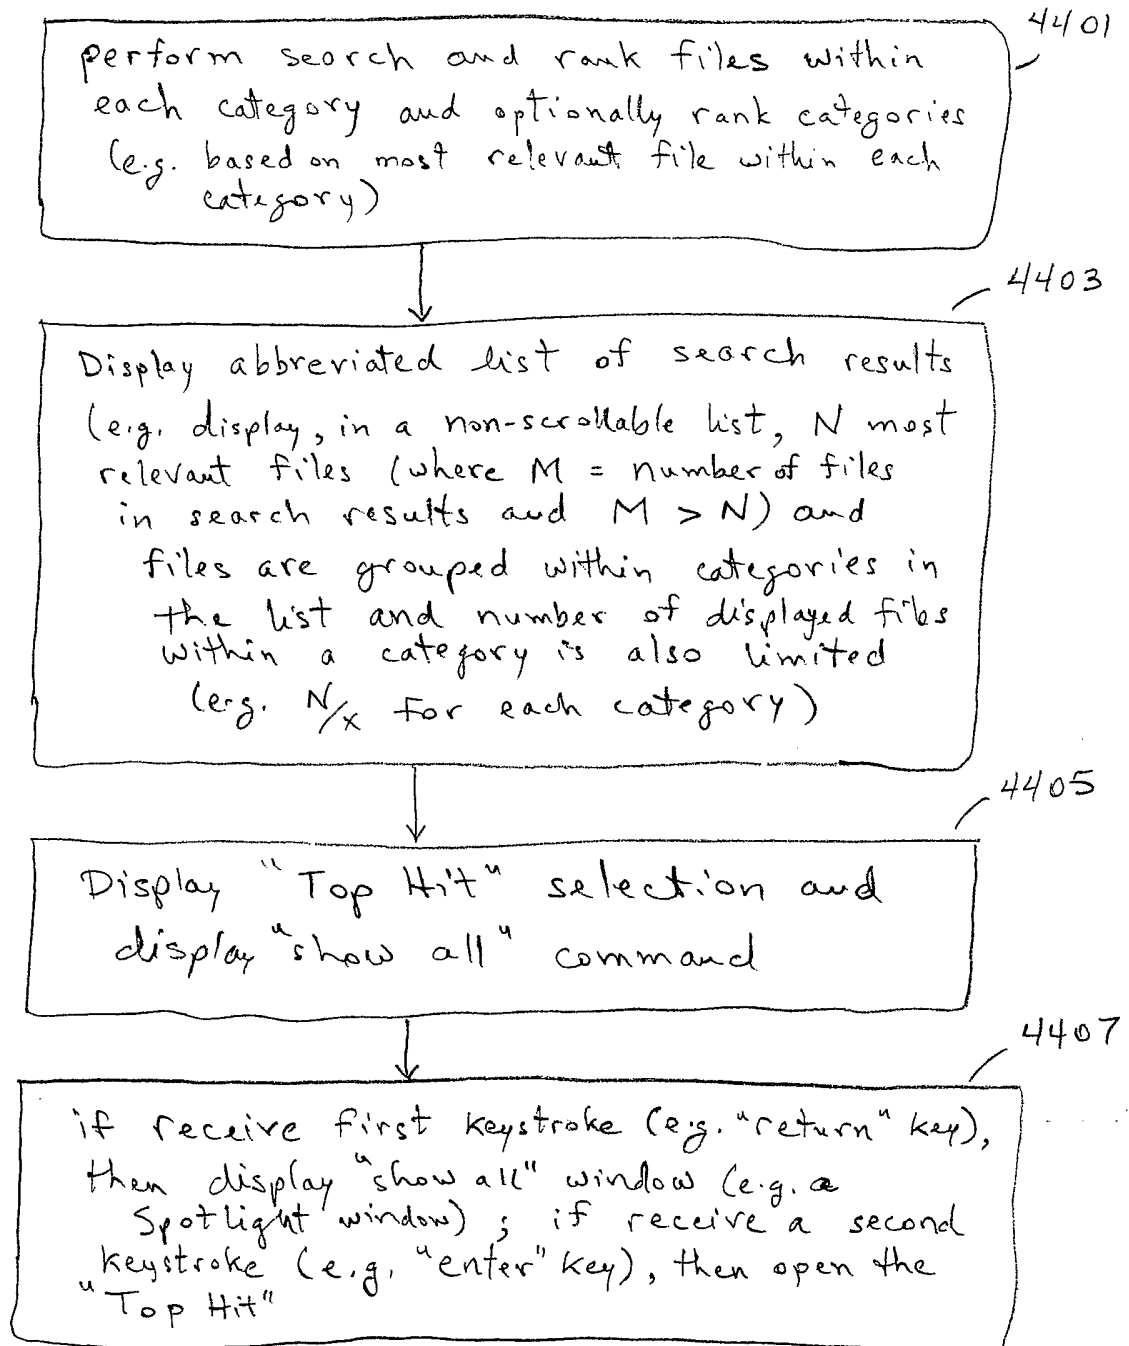 4401
perform search and rank files within
each category and optionally rank categories
(e.g. based on most relevant file within each
category)
4403
Display abbreviated list of search results
(e.g. display, in a non-scrollable list, N most
relevant files (where M = number of files
in search results and M > N) and
files are grouped within categories in
the list and number of displayed files
within a category is also limited
(e.g. N/x for each category)
4405
Display "Top Hit" selection and
display "show all" command
4407
if receive first keystroke (e.g. "return" key),
then display "show all" window (e.g. a
Spotlight window) ; if receive a second
keystroke (e.g. "enter" key), then open the
"Top Hit"